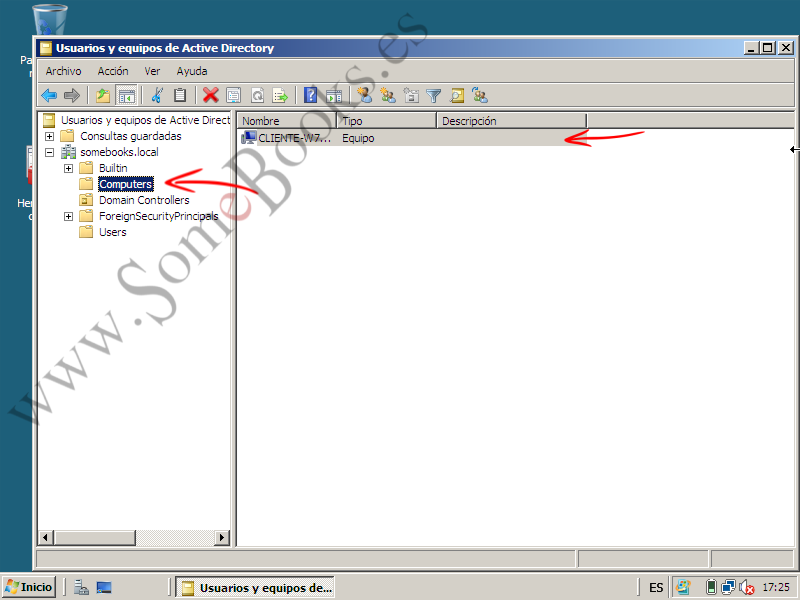 Usuarios y equipos de Active Directory
Archivo Acción Ver Ayuda
Usuarios y equipos de Active Direct
Consultas guardadas
somebooks.local
Builtin
Computers
Domain Controllers
ForeignSecurityPrincipals
Users
Nombre Tipo Descripción
CLIENTE-W7... Equipo
www.SomeBooks.es
Inicio
Usuarios y equipos de...
ES
17:25